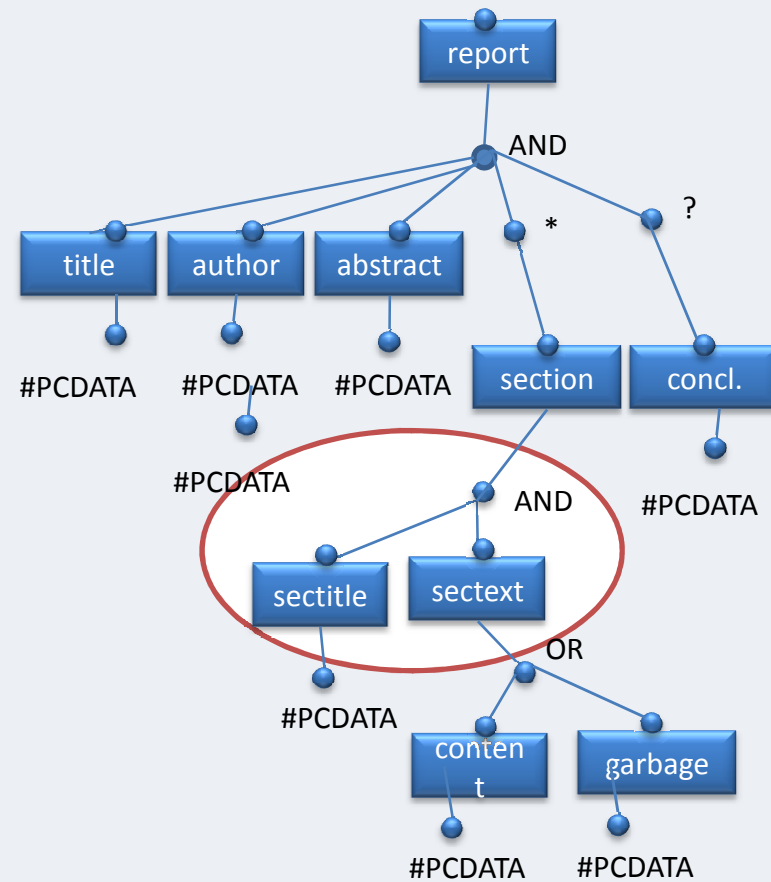 report
AND
*
?
title
author
abstract
#PCDATA
#PCDATA
#PCDATA
section
concl.
#PCDATA
#PCDATA
AND
sectitle
sectext
OR
#PCDATA
conten
t
garbage
#PCDATA
#PCDATA